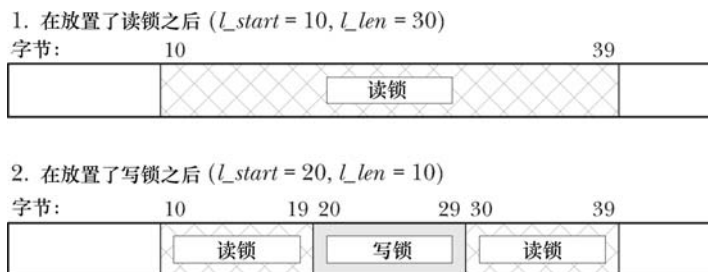 1. 在放置了读锁之后 (l_start = 10, l_len = 30)
字节: 10 39
读锁
2. 在放置了写锁之后 (l_start = 20, l_len = 10)
字节: 10 19 20 29 30 39
读锁 写锁 读锁